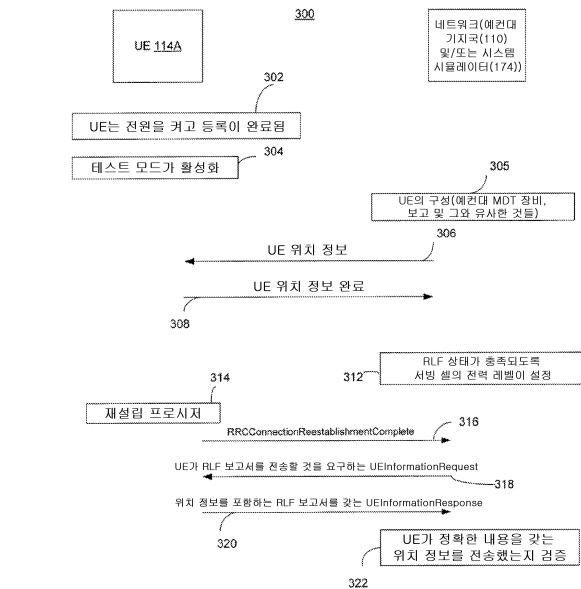 300
UE 114A
네트워크(예컨대
기지국(110)
및/또는 시스템
시뮬레이터(174))
302
UE는 전원을 켜고 등록이 완료됨
304
테스트 모드가 활성화
305
UE의 구성(예컨대 MDT 장비,
보고 및 그와 유사한 것들)
306
UE 위치 정보
UE 위치 정보 완료
308
RLF 상태가 충족되도록
서빙 셀의 전력 레벨이 설정
312
314
재설립 프로시저
RRCConnectionReestablishmentComplete
316
UE가 RLF 보고서를 전송할 것을 요구하는 UEInformationRequest
318
위치 정보를 포함하는 RLF 보고서를 갖는 UEInformationResponse
320
UE가 정확한 내용을 갖는
위치 정보를 전송했는지 검증
322